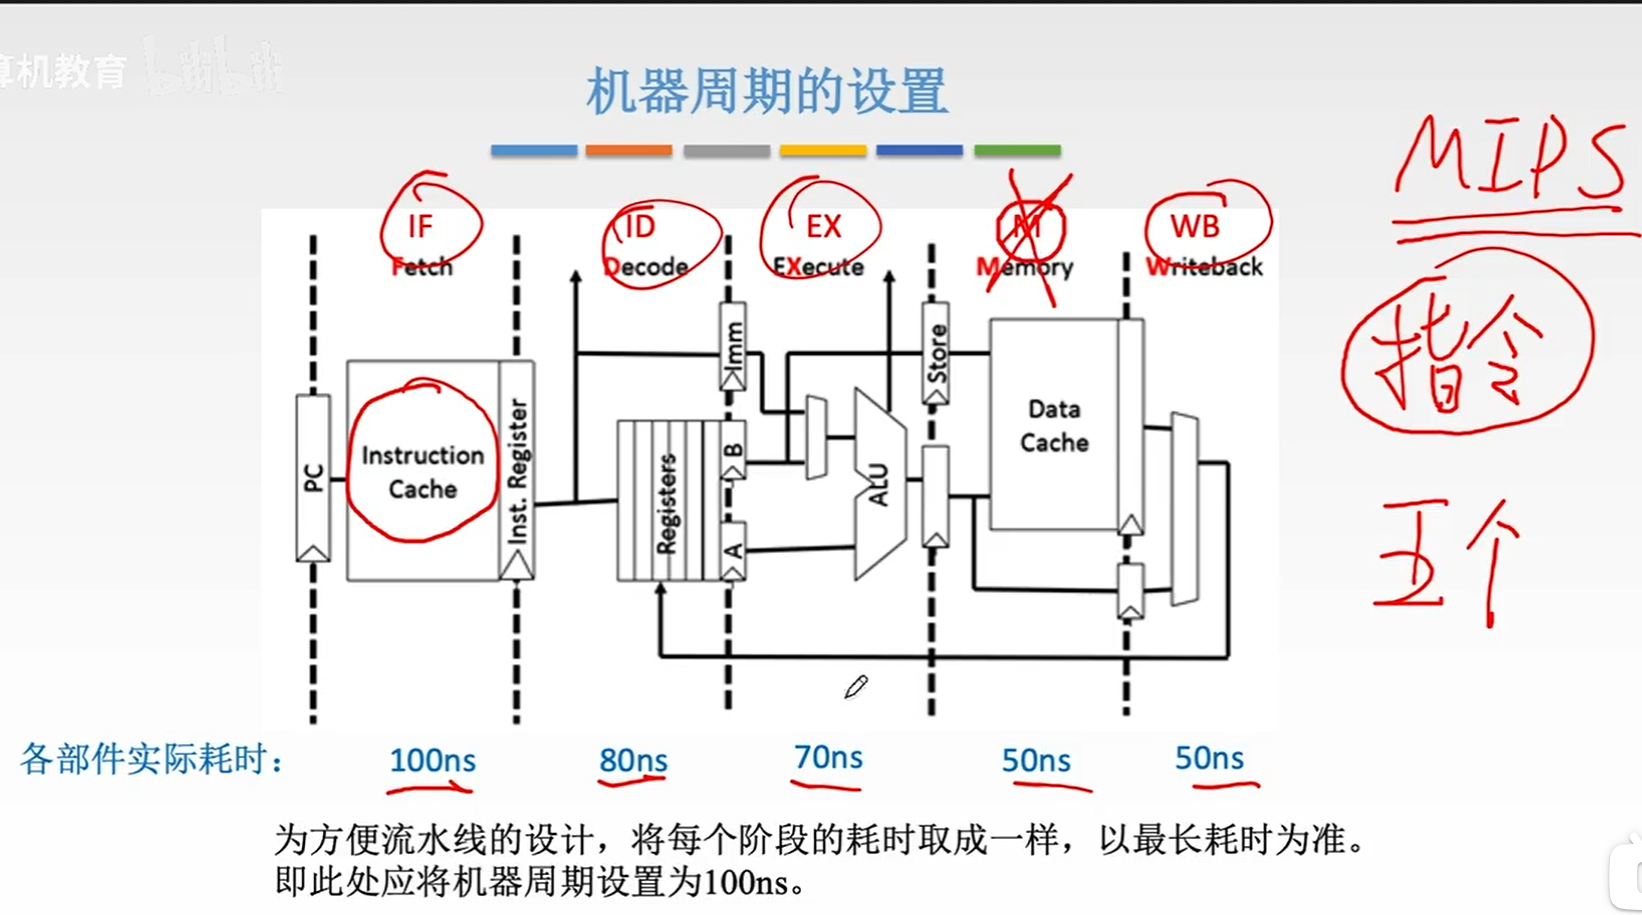 算机教育 bilibili
机器周期的设置
MIPS
IF ID EX M WB
Fetch Decode EXecute Memory Writeback
指令
Imm
Store
Data
Cache
Instruction
Cache
PC
Inst. Register
Registers
B
A
ALU
五个
各部件实际耗时： 100ns 80ns 70ns 50ns 50ns
为方便流水线的设计，将每个阶段的耗时取成一样，以最长耗时为准。
即此处应将机器周期设置为100ns。